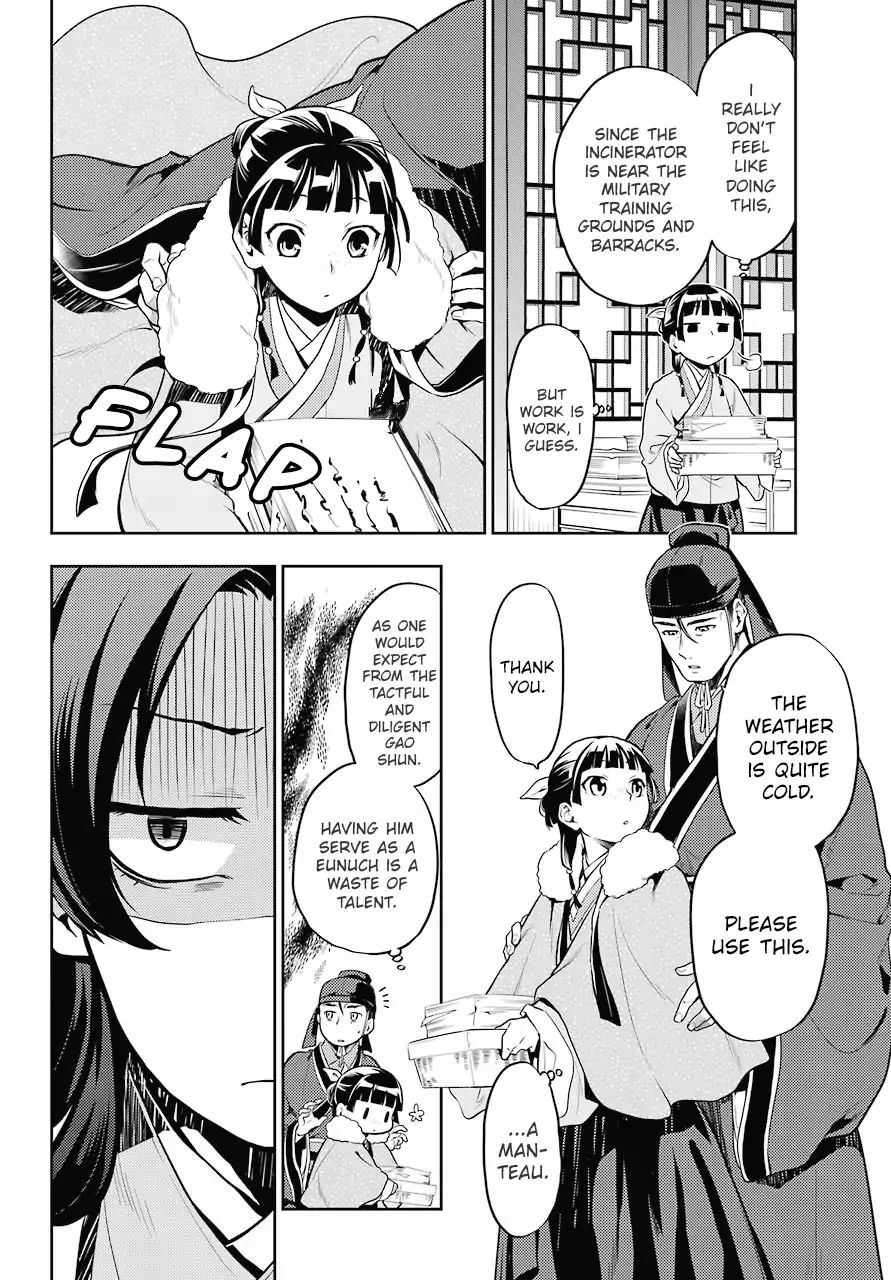 I
REALLY
DON'T
FEEL
LIKE
DOING
THIS,
SINCE THE
INCINERATOR
IS NEAR THE
MILITARY
TRAINING
GROUNDS AND
BARRACKS.
BUT
WORK IS
WORK, I
GUESS.
FLAP
THE
WEATHER
OUTSIDE
IS QUITE
COLD.
PLEASE
USE THIS.
THANK
YOU.
...A
MAN-
TEAU.
AS ONE
WOULD
EXPECT
FROM THE
TACTFUL
AND
DILIGENT
GAO
SHUN.
HAVING HIM
SERVE AS A
EUNUCH IS A
WASTE OF
TALENT.